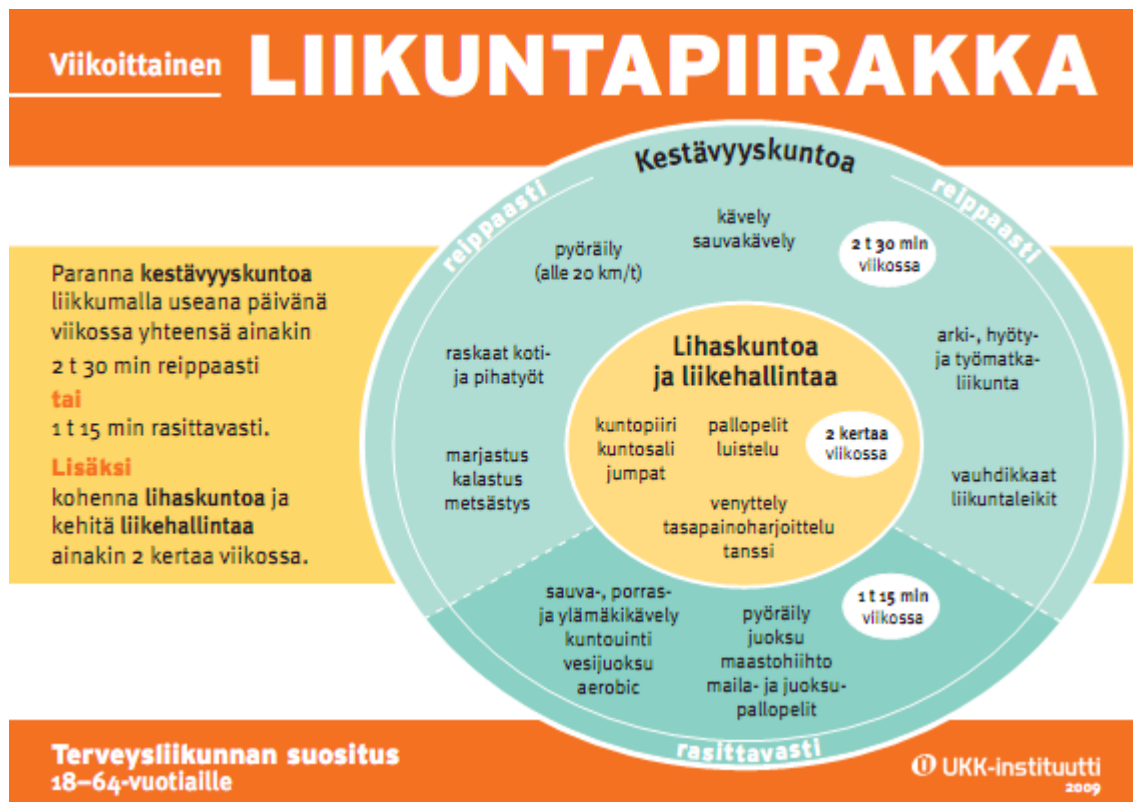 Viikoittainen LIIKUNTAPIIRAKKA
Paranna kestävyyskuntoa
liikkumalla useana päivänä
viikossa yhteensä ainakin
2 t 30 min reippaasti
tai
1 t 15 min rasittavasti.
Lisäksi
kohenna lihaskuntoa ja
kehitä liikehallintaa
ainakin 2 kertaa viikossa.
Kestävyyskuntoa
reippaasti
reippaasti
kävely
sauvakävely
2 t 30 min
viikossa
pyöräily
(alle 20 km/t)
raskaat koti-
ja pihatyöt
marjastus
kalastus
metsästys
arki-, hyöty-
ja työmatka-
liikunta
vauhdikkaat
liikuntaleikit
Lihaskuntoa
ja liikehallintaa
kuntopiiri
kuntosali
jumpat
pallopelit
luistelu
2 kertaa
viikossa
venyttely
tasapainoharjoittelu
tanssi
sauva-, porras-
ja ylämäkikävely
kuntouinti
vesijuoksu
aerobic
pyöräily
juoksu
maastohiihto
maila- ja juoksu-
pallopelit
1 t 15 min
viikossa
rasittavasti
Terveysliikunnan suositus
18–64-vuotiaille
UKK-instituutti
2009